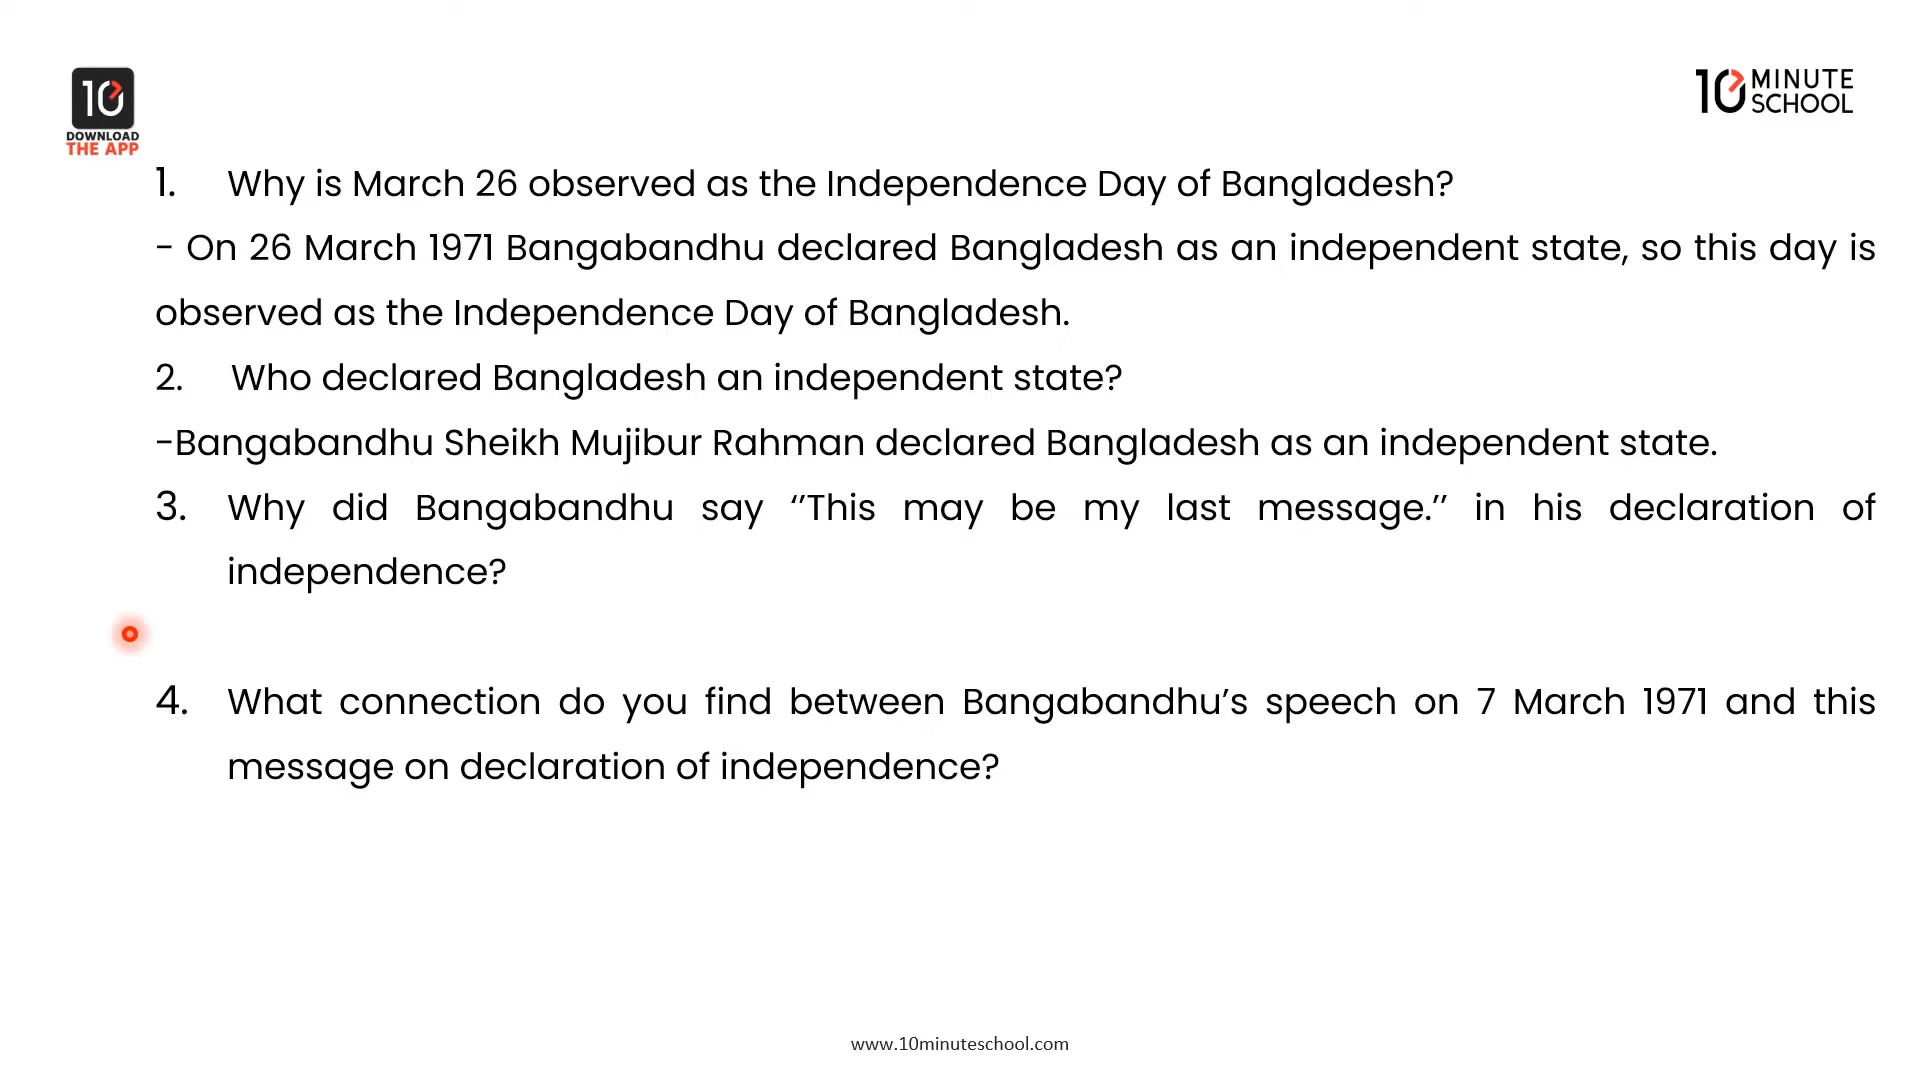 10
DOWNLOAD
THE APP
10 MINUTE
SCHOOL
1. Why is March 26 observed as the Independence Day of Bangladesh?
- On 26 March 1971 Bangabandhu declared Bangladesh as an independent state, so this day is
observed as the Independence Day of Bangladesh.
2. Who declared Bangladesh an independent state?
-Bangabandhu Sheikh Mujibur Rahman declared Bangladesh as an independent state.
3. Why did Bangabandhu say ‘’This may be my last message.’’ in his declaration of
independence?
4. What connection do you find between Bangabandhu’s speech on 7 March 1971 and this
message on declaration of independence?
www.10minuteschool.com